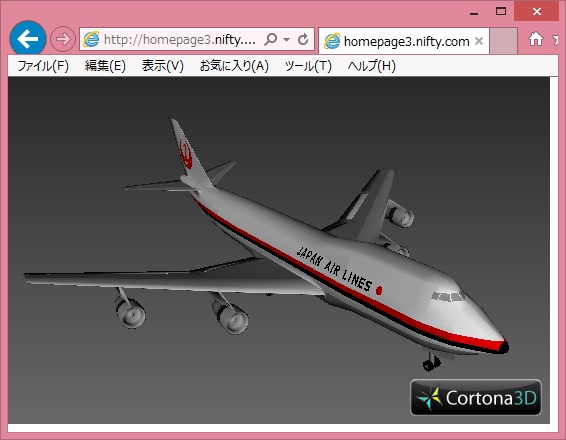 http://homepage3.nifty....
homepage3.nifty.com
ファイル(F) 編集(E) 表示(V) お気に入り(A) ツール(T) ヘルプ(H)
JAPAN AIR LINES
Cortona3D